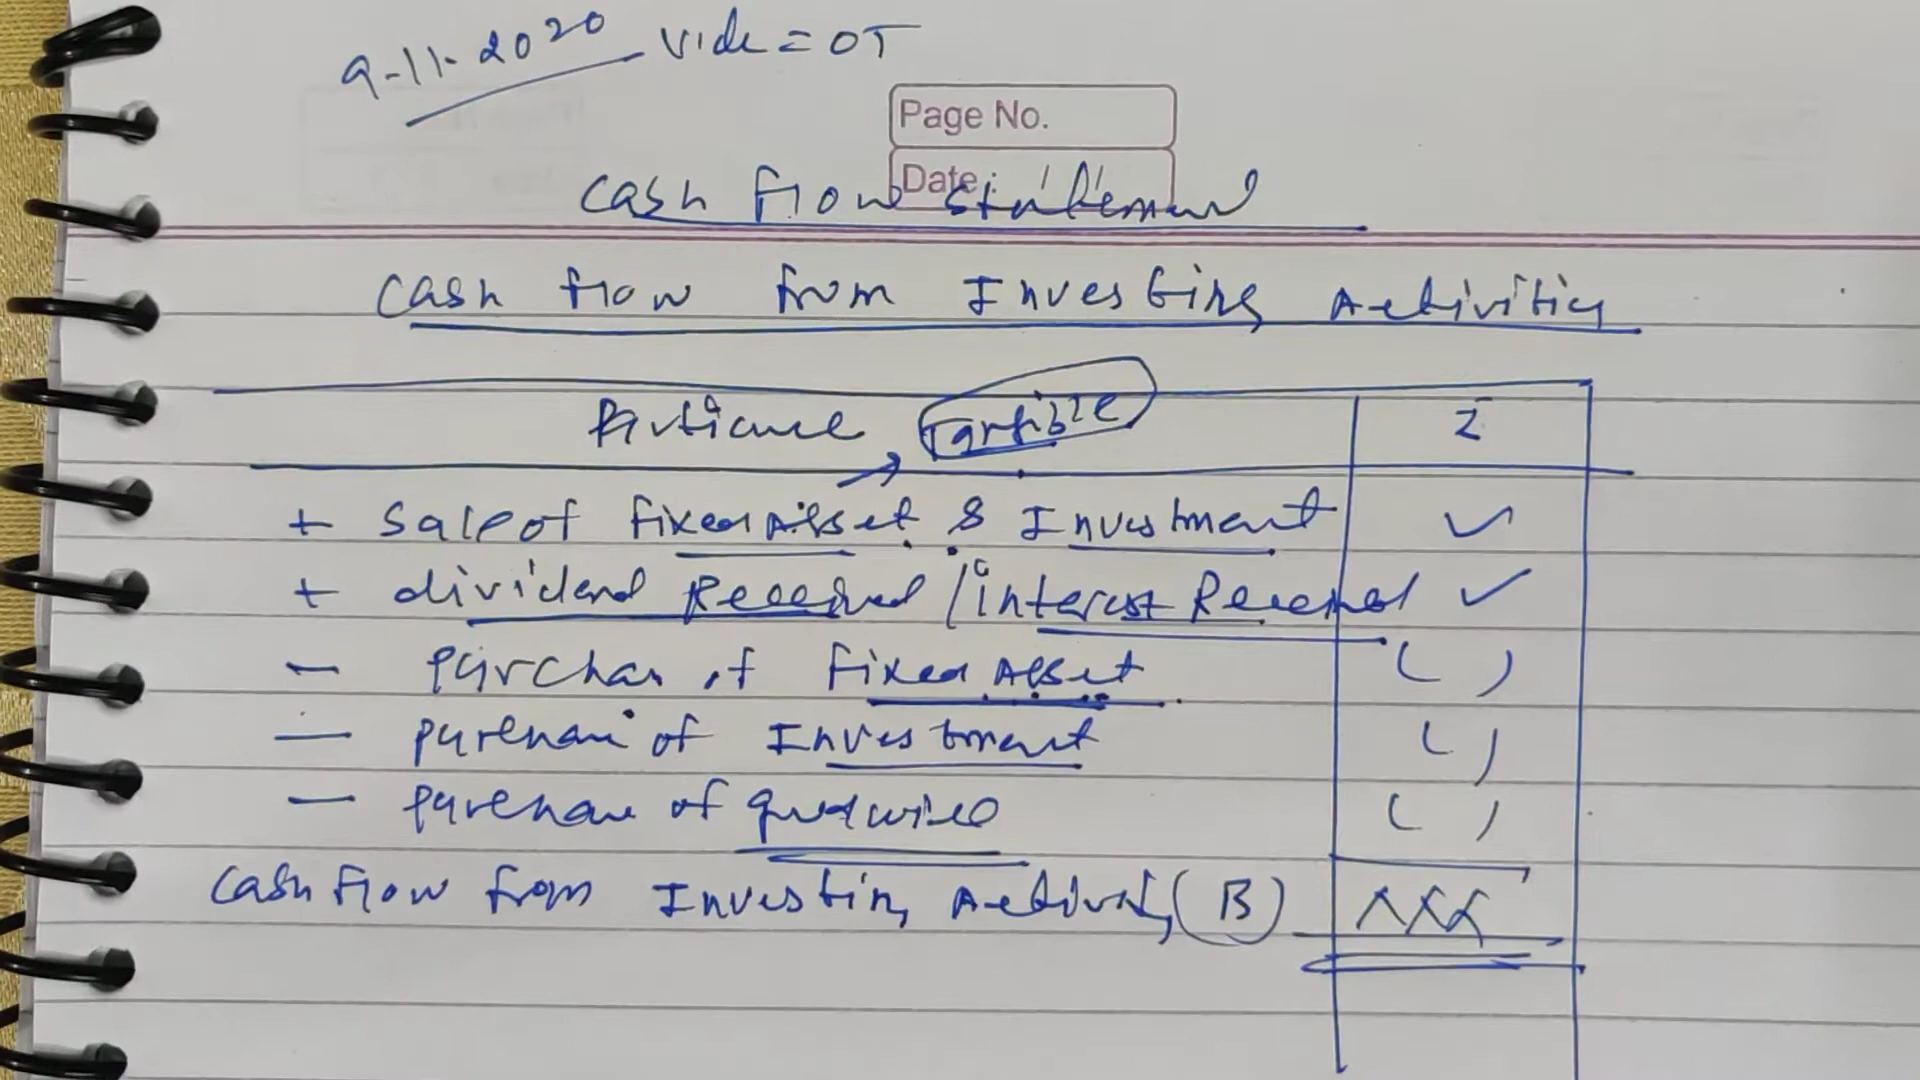 9-11-2020 Vide = 07
Page No.
Date :
Cash flow statement
Cash flow from Investing Activities
Particular Tangible ₹
+ Sale of fixed Asset & Investment ✓
+ dividend Received / interest Received ✓
- purchase of fixed Asset ( )
- purchase of Investment ( )
- purchase of goodwill ( )
Cash flow from Investing Activity (B) XXX